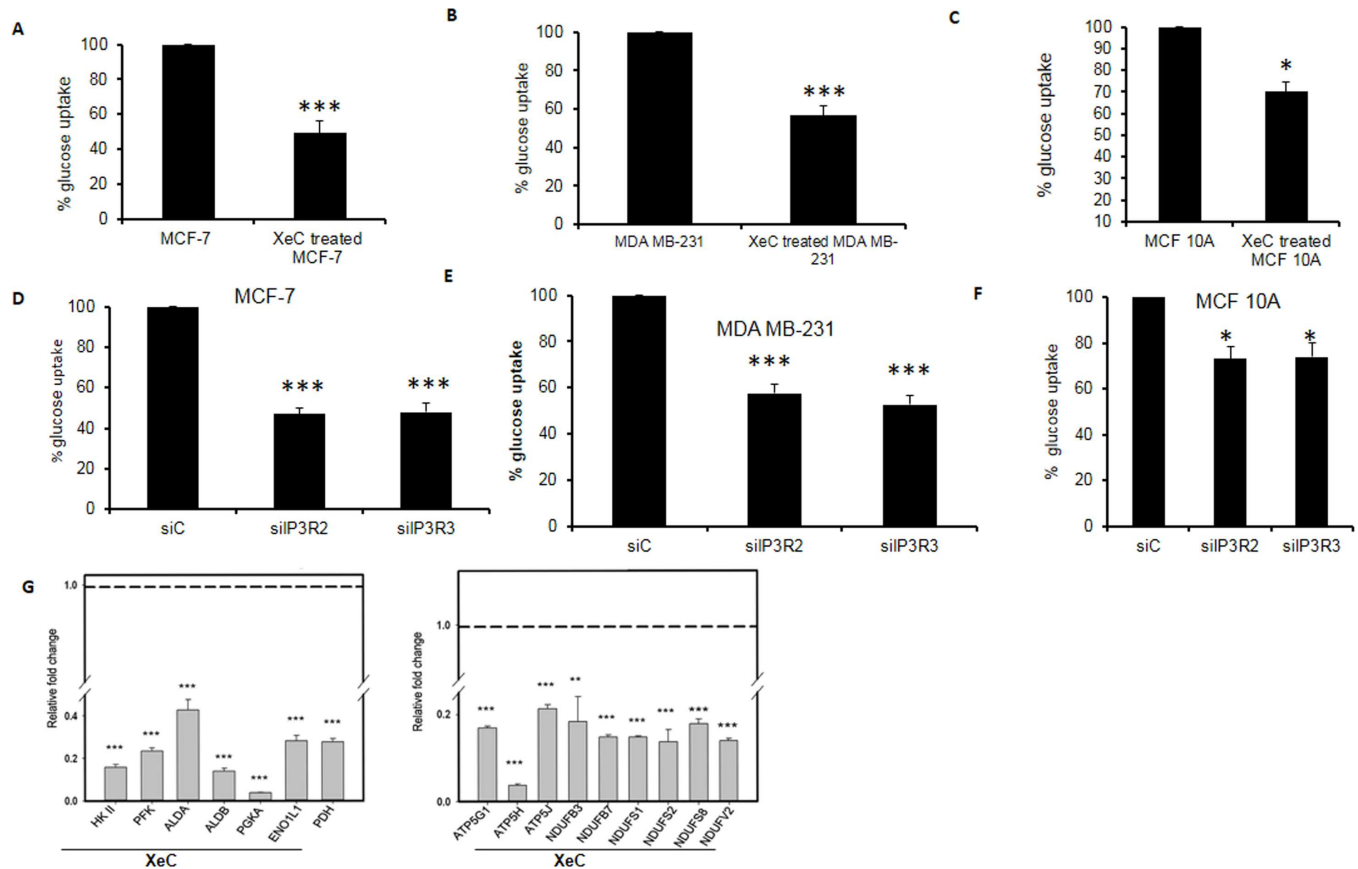 A
% glucose uptake
100
80
60
40
20
0
***
MCF-7
XeC treated
MCF-7
B
% glucose uptake
100
80
60
40
20
0
***
MDA MB-231
XeC treated MDA MB-
231
C
% glucose uptake
100
90
80
70
60
50
40
30
20
10
*
MCF 10A
XeC treated
MCF 10A
D
MCF-7
% glucose uptake
100
80
60
40
20
0
***
***
siC
siIP3R2
siIP3R3
E
MDA MB-231
% glucose uptake
100
80
60
40
20
0
***
***
siC
siIP3R2
siIP3R3
F
MCF 10A
% glucose uptake
100
80
60
40
20
0
*
*
siC
siIP3R2
siIP3R3
G
Relative fold change
1.0
0.4
0.2
0.0
***
***
***
***
***
***
***
HK II
PFK
ALDA
ALDB
PGKA
ENO1L1
PDH
XeC
Relative fold change
1.0
0.2
0.0
***
***
***
**
***
***
***
***
***
ATP5G1
ATP5H
ATP5J
NDUFB3
NDUFB7
NDUFS1
NDUFS2
NDUFS8
NDUFV2
XeC